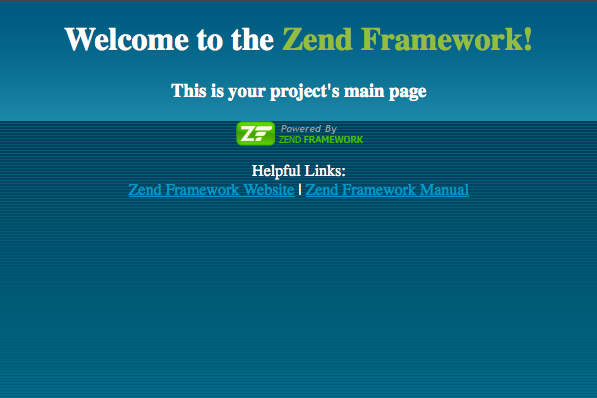 Welcome to the Zend Framework!
This is your project's main page
ZF Powered By
ZEND FRAMEWORK
Helpful Links:
Zend Framework Website | Zend Framework Manual